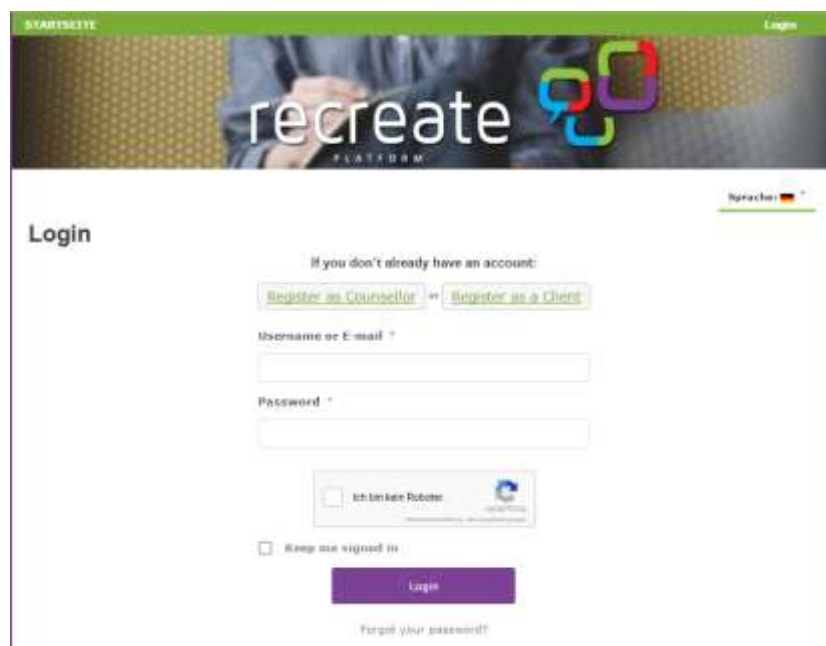 STARTSEITE Login
recreate
PLATFORM
Sprache:
Login
If you don't already have an account:
Register as Counsellor or Register as a Client
Username or E-mail *
Password *
Ich bin kein Roboter.
reCAPTCHA
Keep me signed in
Login
Forgot your password?